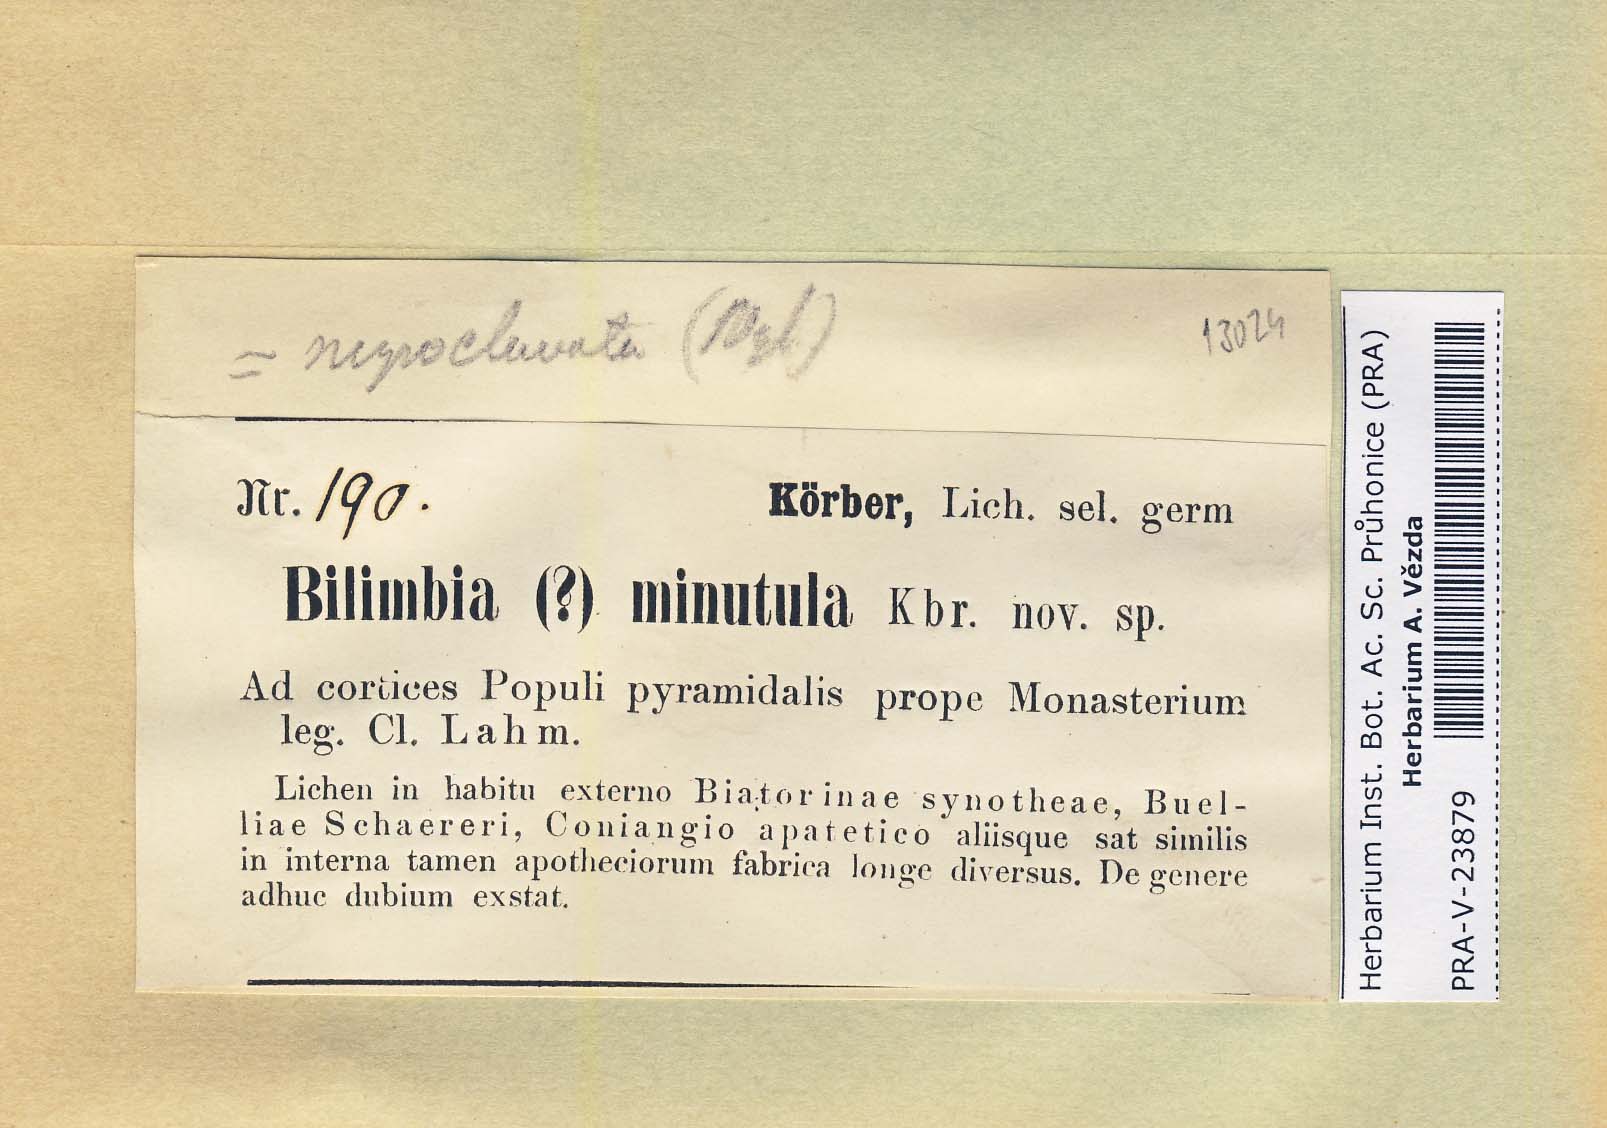 = nigroclavata (Nyl.)
13024
Nr. 190.
Körber, Lich. sel. germ
Bilimbia (?) minutula Kbr. nov. sp.
Ad cortices Populi pyramidalis prope Monasterium
leg. Cl. Lahm.
Lichen in habitu externo Biatorinae synotheae, Buel-
liae Schaereri, Coniangio apatetico aliisque sat similis
in interna tamen apotheciorum fabrica longe diversus. De genere
adhuc dubium exstat.
Herbarium Inst. Bot. Ac. Sc. Průhonice (PRA)
Herbarium A. Vězda
PRA-V-23879